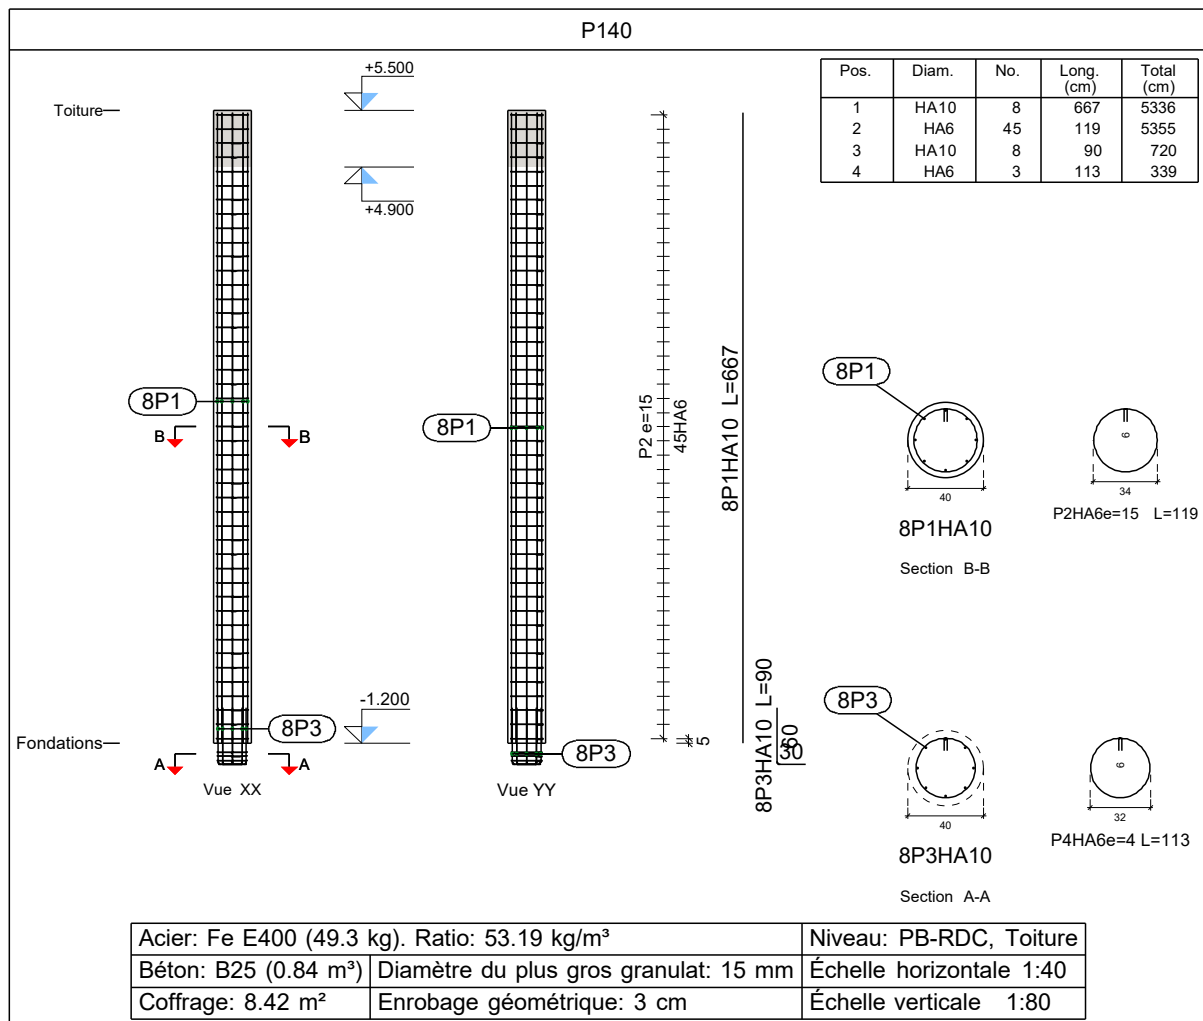 P140
Pos. Diam. No. Long. (cm) Total (cm)
1 HA10 8 667 5336
2 HA6 45 119 5355
3 HA10 8 90 720
4 HA6 3 113 339
+5.500
Toiture
+4.900
8P1
B B
8P1
-1.200
8P3
Fondations
A A
8P3
Vue XX
Vue YY
P2 e=15
45HA6
5
8P1HA10 L=667
8P3HA10 L=90
60
30
8P1
40
8P1HA10
Section B-B
6
34
P2HA6e=15 L=119
8P3
40
8P3HA10
Section A-A
6
32
P4HA6e=4 L=113
Acier: Fe E400 (49.3 kg). Ratio: 53.19 kg/m³ Niveau: PB-RDC, Toiture
Béton: B25 (0.84 m³) Diamètre du plus gros granulat: 15 mm Échelle horizontale 1:40
Coffrage: 8.42 m² Enrobage géométrique: 3 cm Échelle verticale 1:80